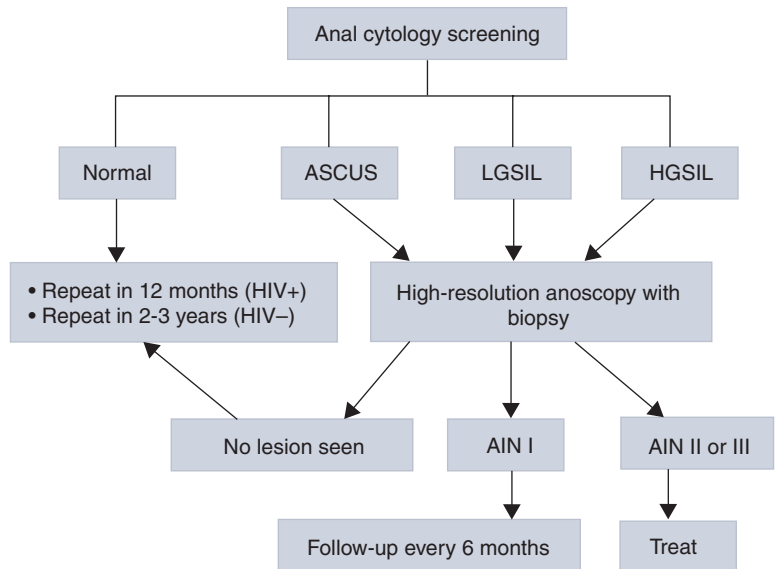 Anal cytology screening
Normal
ASCUS
LGSIL
HGSIL
• Repeat in 12 months (HIV+)
• Repeat in 2-3 years (HIV–)
High-resolution anoscopy with
biopsy
No lesion seen
AIN I
AIN II or III
Follow-up every 6 months
Treat